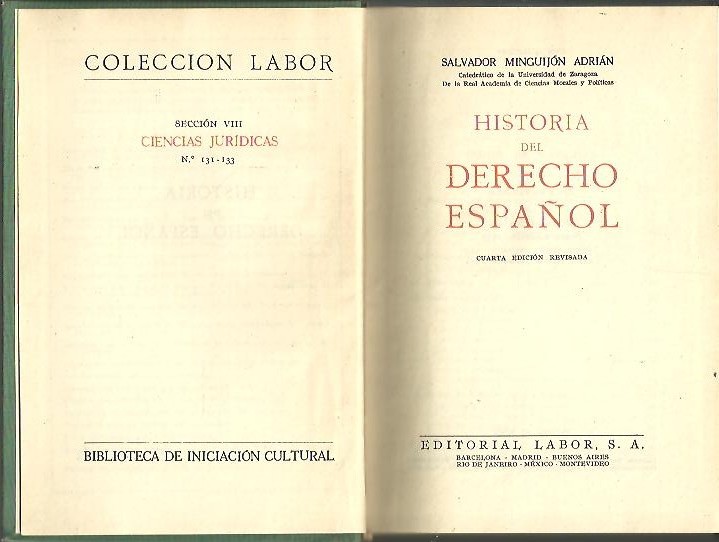 COLECCION LABOR
SECCIÓN VIII
CIENCIAS JURÍDICAS
N.º 131-133
BIBLIOTECA DE INICIACIÓN CULTURAL
SALVADOR MINGUIJÓN ADRIÁN
Catedrático de la Universidad de Zaragoza
De la Real Academia de Ciencias Morales y Políticas
HISTORIA
DEL
DERECHO
ESPAÑOL
CUARTA EDICIÓN REVISADA
EDITORIAL LABOR, S. A.
BARCELONA - MADRID - BUENOS AIRES
RIO DE JANEIRO - MÉXICO - MONTEVIDEO